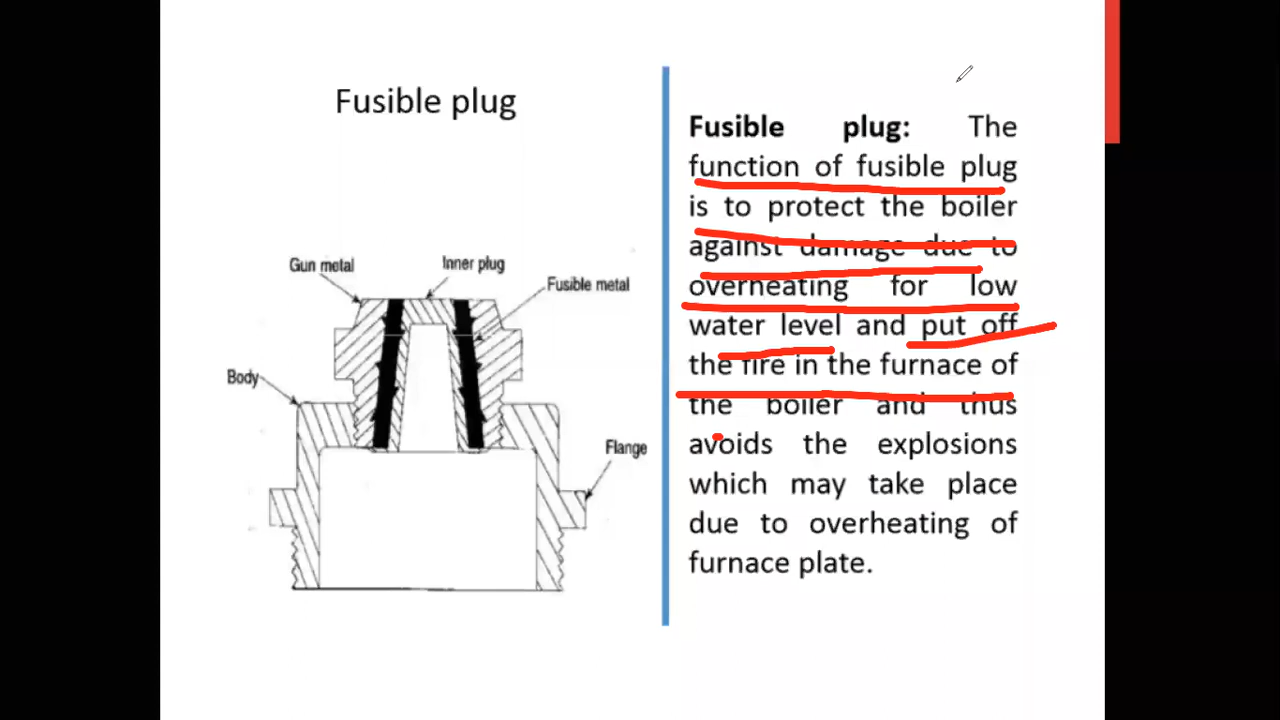 Fusible plug
Gun metal
Inner plug
Fusible metal
Body
Flange
Fusible plug: The
function of fusible plug
is to protect the boiler
against damage due to
overheating for low
water level and put off
the fire in the furnace of
the boiler and thus
avoids the explosions
which may take place
due to overheating of
furnace plate.